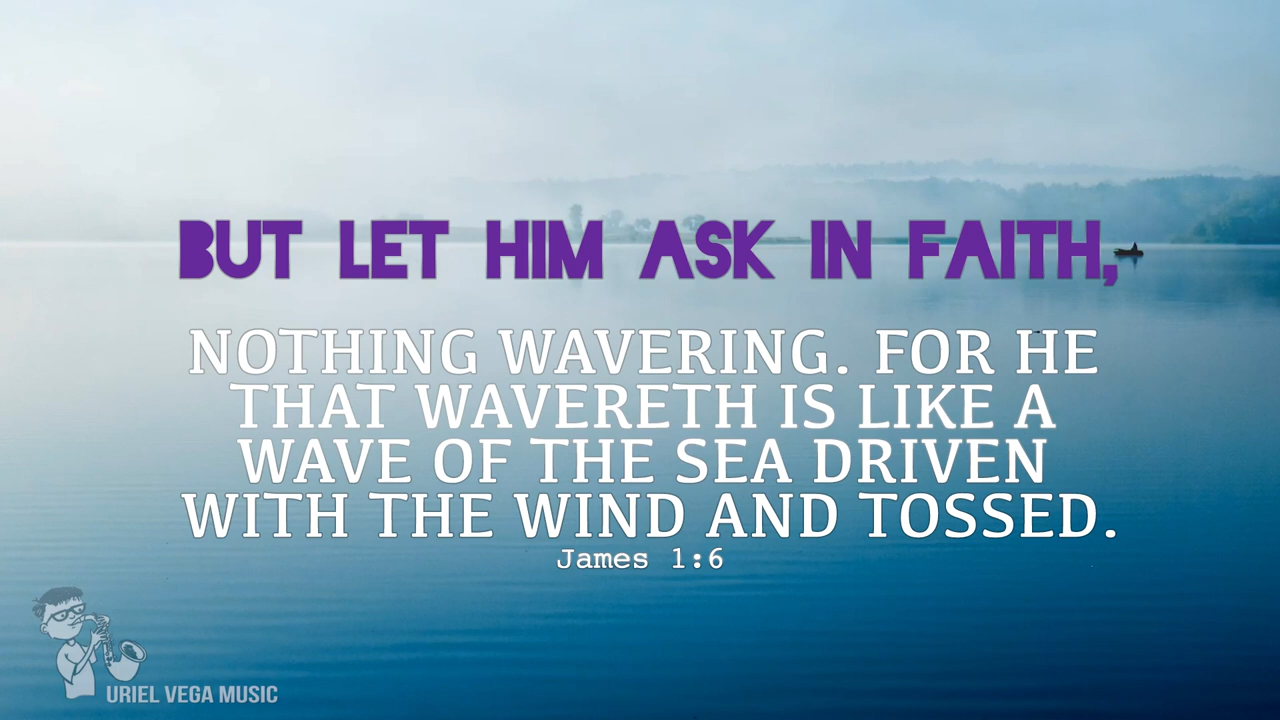 BUT LET HIM ASK IN FAITH,
NOTHING WAVERING. FOR HE
THAT WAVERETH IS LIKE A
WAVE OF THE SEA DRIVEN
WITH THE WIND AND TOSSED.
James 1:6
URIEL VEGA MUSIC